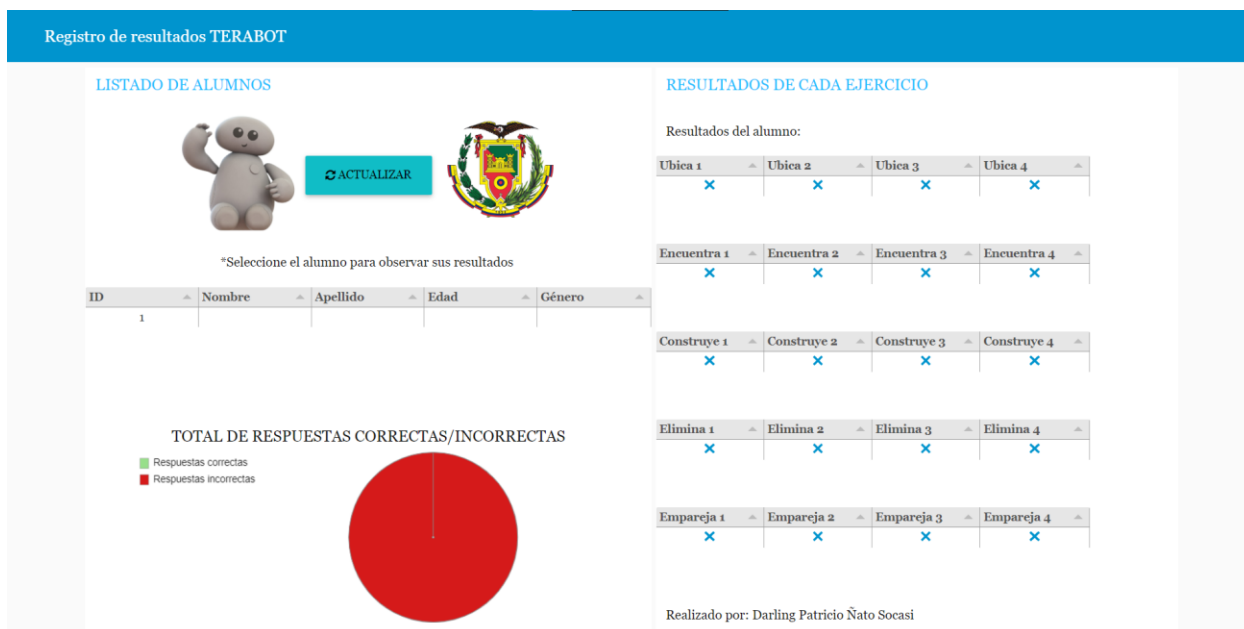 Registro de resultados TERABOT
LISTADO DE ALUMNOS
ACTUALIZAR
*Seleccione el alumno para observar sus resultados
ID Nombre Apellido Edad Género
1
TOTAL DE RESPUESTAS CORRECTAS/INCORRECTAS
Respuestas correctas
Respuestas incorrectas
RESULTADOS DE CADA EJERCICIO
Resultados del alumno:
Ubica 1 Ubica 2 Ubica 3 Ubica 4
Encuentra 1 Encuentra 2 Encuentra 3 Encuentra 4
Construye 1 Construye 2 Construye 3 Construye 4
Elimina 1 Elimina 2 Elimina 3 Elimina 4
Empareja 1 Empareja 2 Empareja 3 Empareja 4
Realizado por: Darling Patricio Ñato Socasi